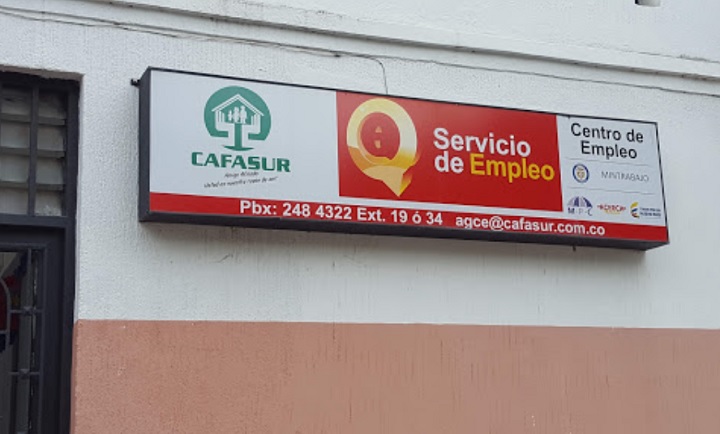 CAFASUR
Servicio
de Empleo
Centro de
Empleo
MINTRABAJO
M·P·C
Pbx: 248 4322 Ext. 19 ó 34 agce@cafasur.com.co